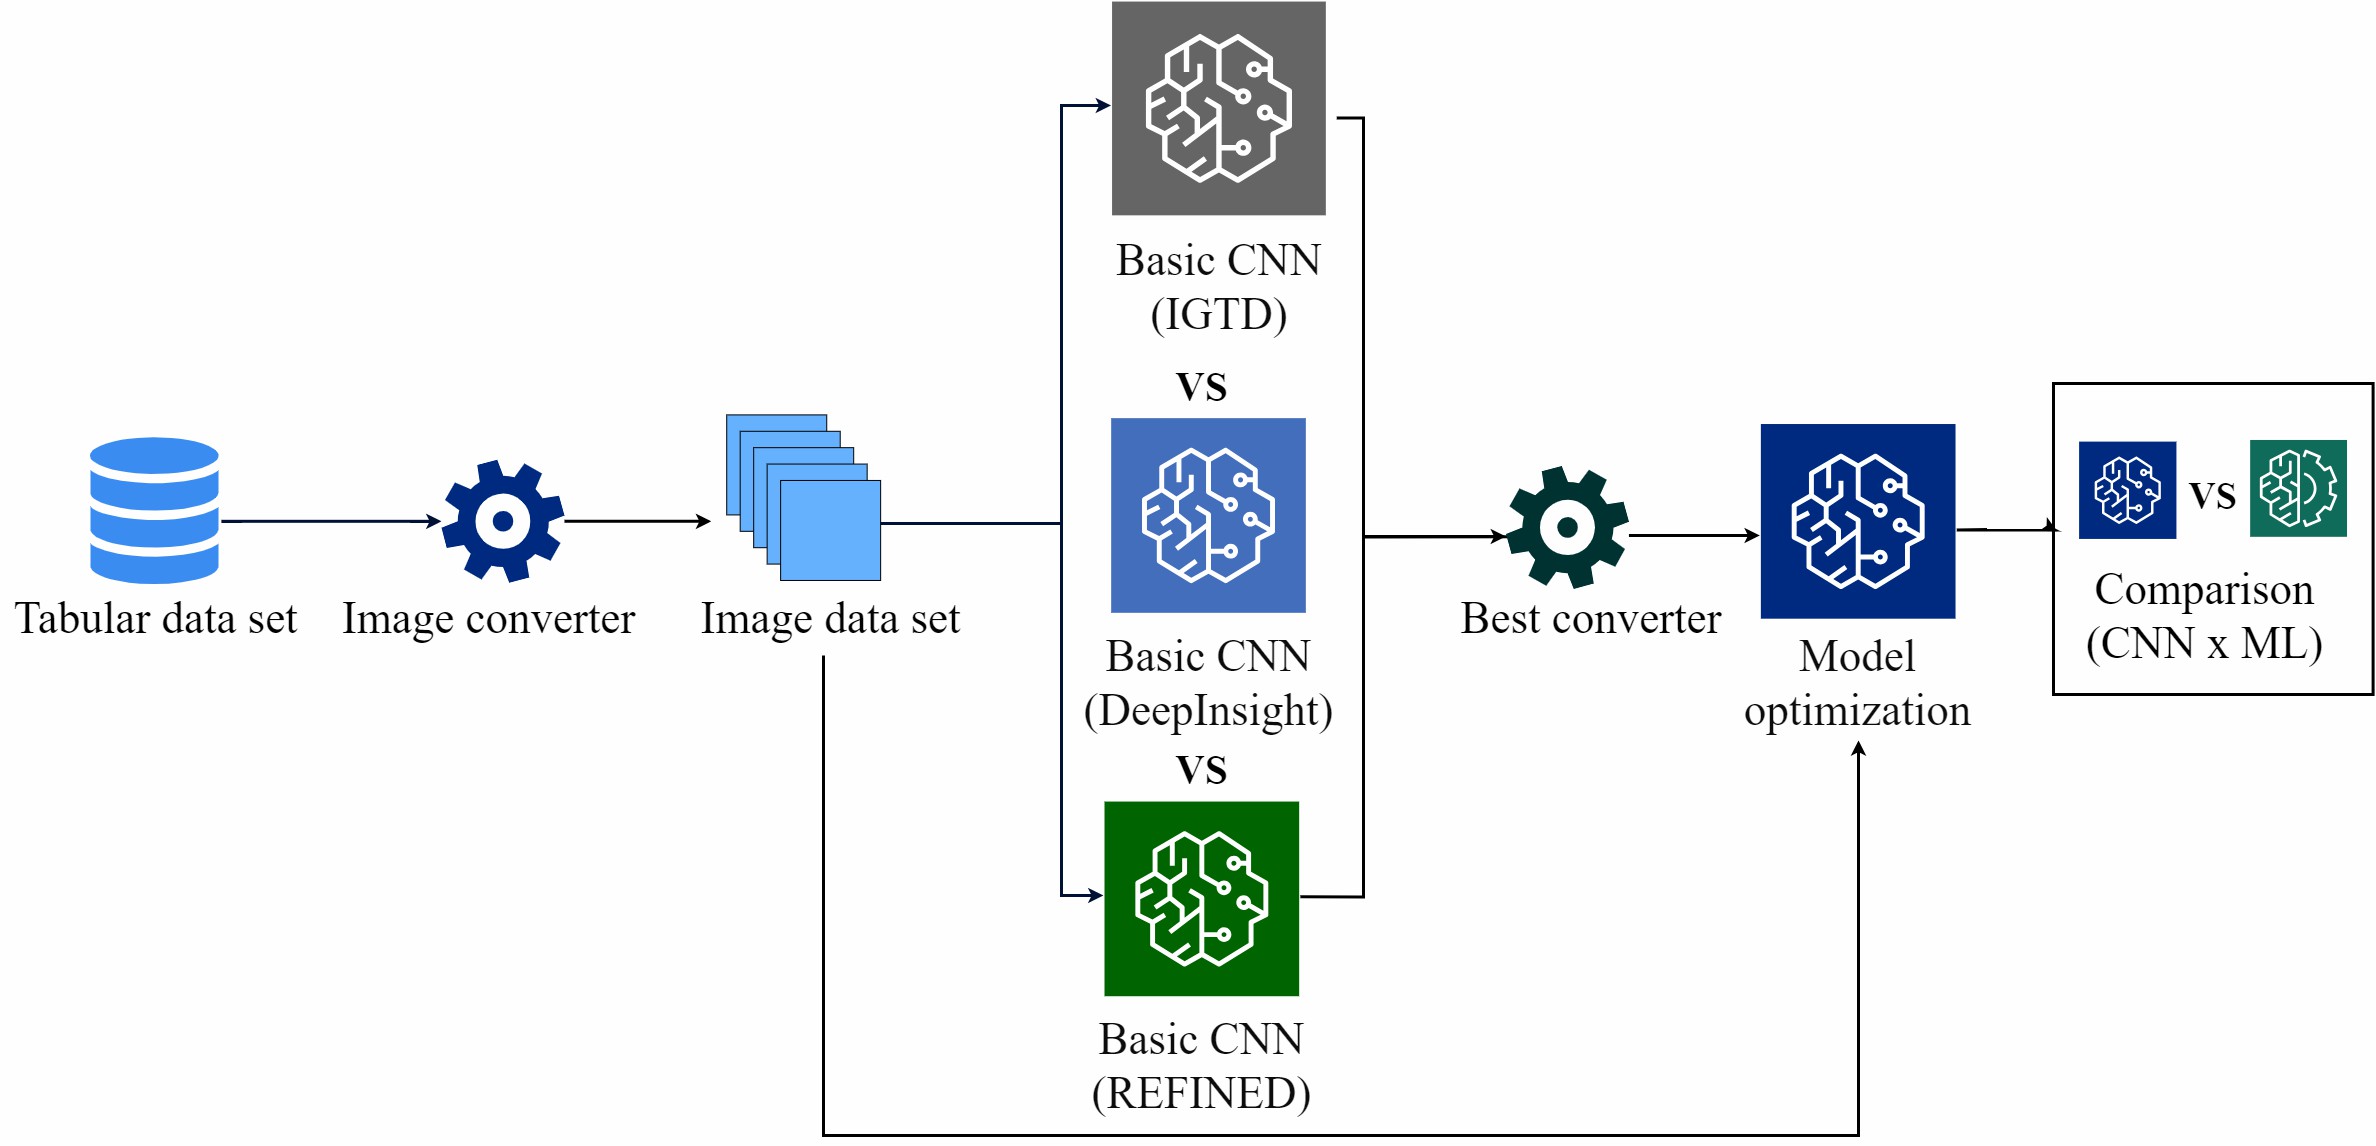 Tabular data set
Image converter
Image data set
Basic CNN
(IGTD)
VS
Basic CNN
(DeepInsight)
VS
Basic CNN
(REFINED)
Best converter
Model
optimization
VS
Comparison
(CNN x ML)